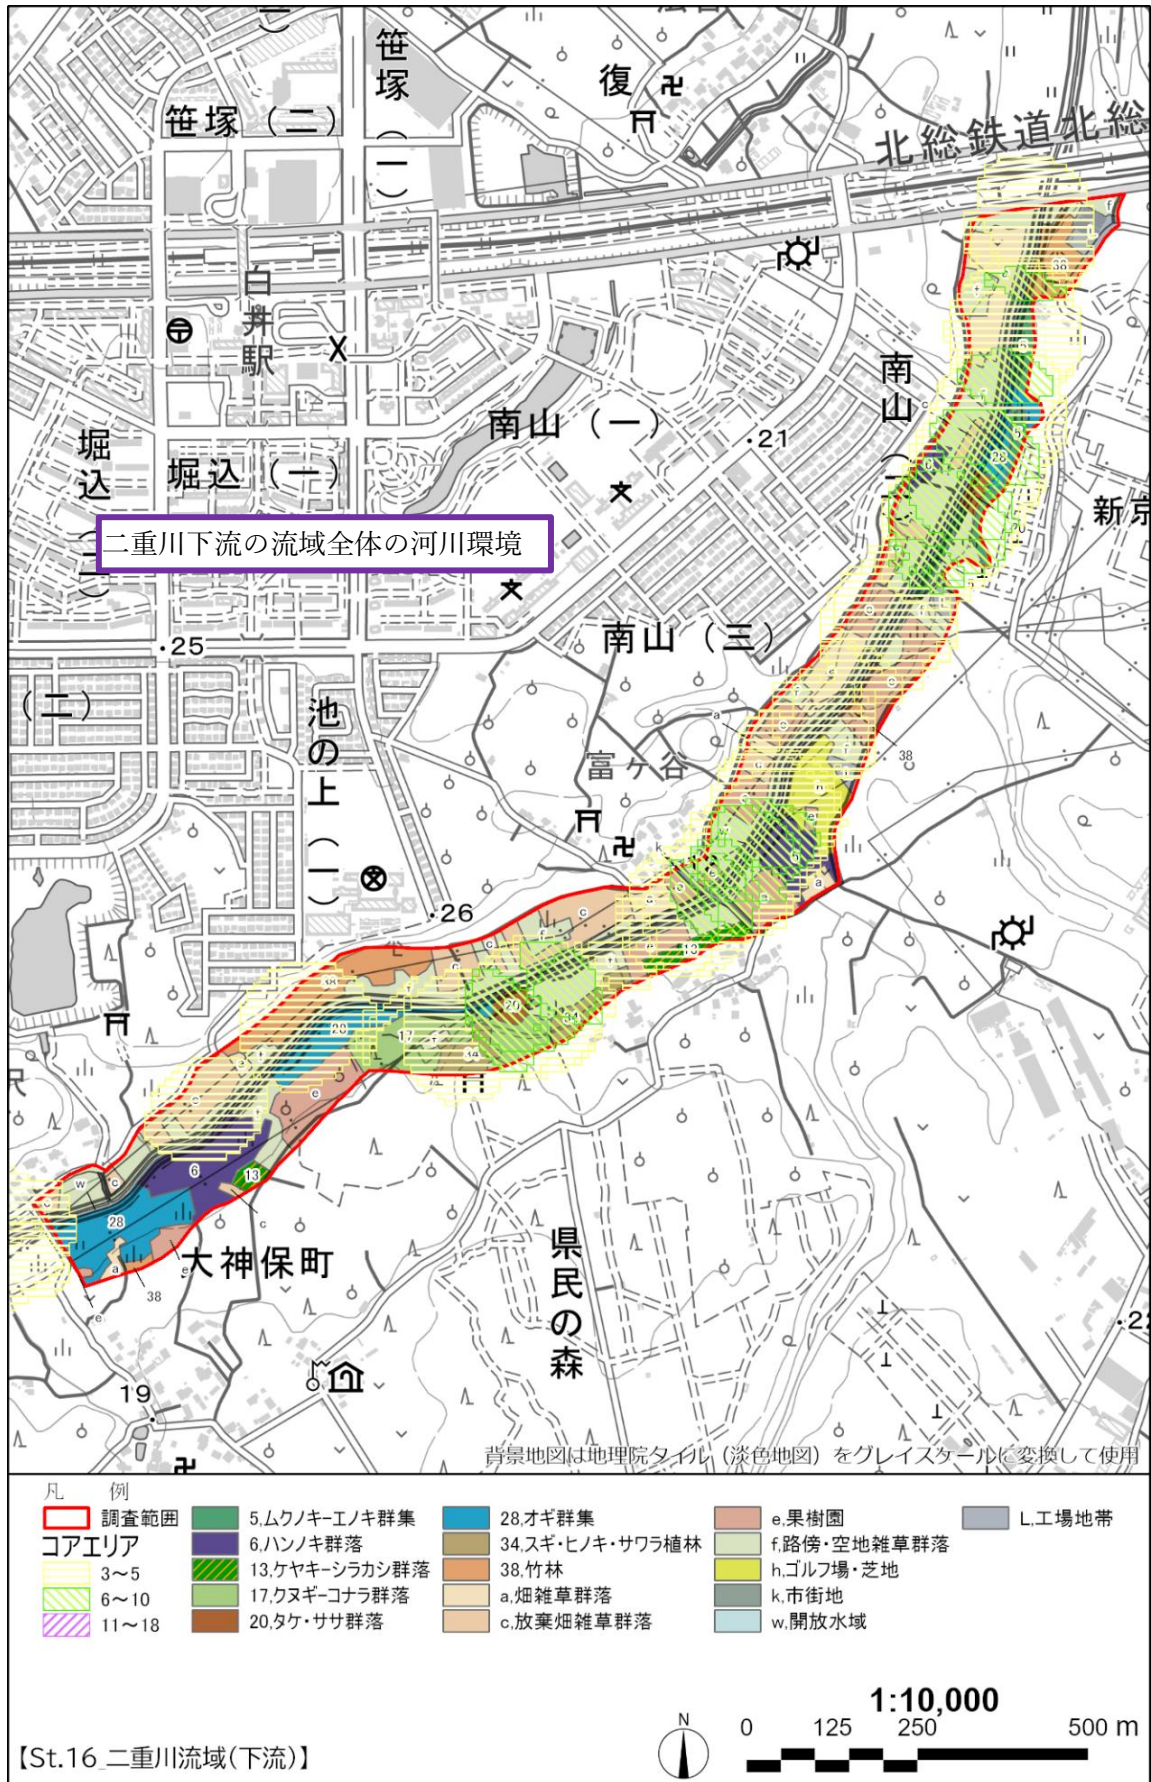 笹塚（二）
笹塚（一）
復
北総鉄道北総
白井駅
南山（一）
21
南山（二）
新京
堀込（一）
堀込（二）
二重川下流の流域全体の河川環境
25
南山（三）
（二）
池の上（一）
富ヶ谷
26
大神保町
県民の森
19
22
f
38
28
e
a
38
h
k
c
13
20
34
17
34
38
28
e
6
13
w
c
28
a
38
e
c
e
背景地図は地理院タイル（淡色地図）をグレイスケールに変換して使用
凡　例
調査範囲
コアエリア
3～5
6～10
11～18
5,ムクノキーエノキ群集
6,ハンノキ群落
13,ケヤキーシラカシ群落
17,クヌギーコナラ群落
20,タケ・ササ群落
28,オギ群集
34,スギ・ヒノキ・サワラ植林
38,竹林
a,畑雑草群落
c,放棄畑雑草群落
e,果樹園
f,路傍・空地雑草群落
h,ゴルフ場・芝地
k,市街地
w,開放水域
L,工場地帯
1:10,000
N
0 125 250 500 m
【St.16_二重川流域(下流)】